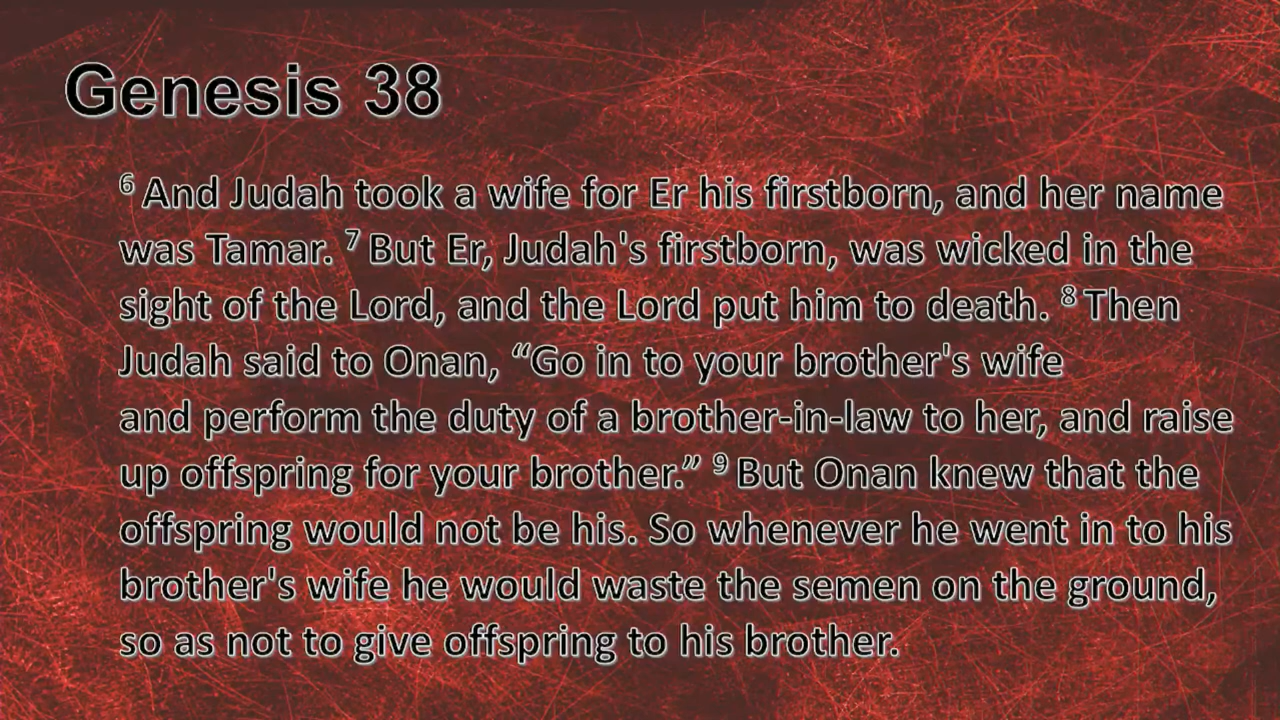 Genesis 38
⁶ And Judah took a wife for Er his firstborn, and her name
was Tamar. ⁷ But Er, Judah's firstborn, was wicked in the
sight of the Lord, and the Lord put him to death. ⁸ Then
Judah said to Onan, “Go in to your brother's wife
and perform the duty of a brother-in-law to her, and raise
up offspring for your brother.” ⁹ But Onan knew that the
offspring would not be his. So whenever he went in to his
brother's wife he would waste the semen on the ground,
so as not to give offspring to his brother.